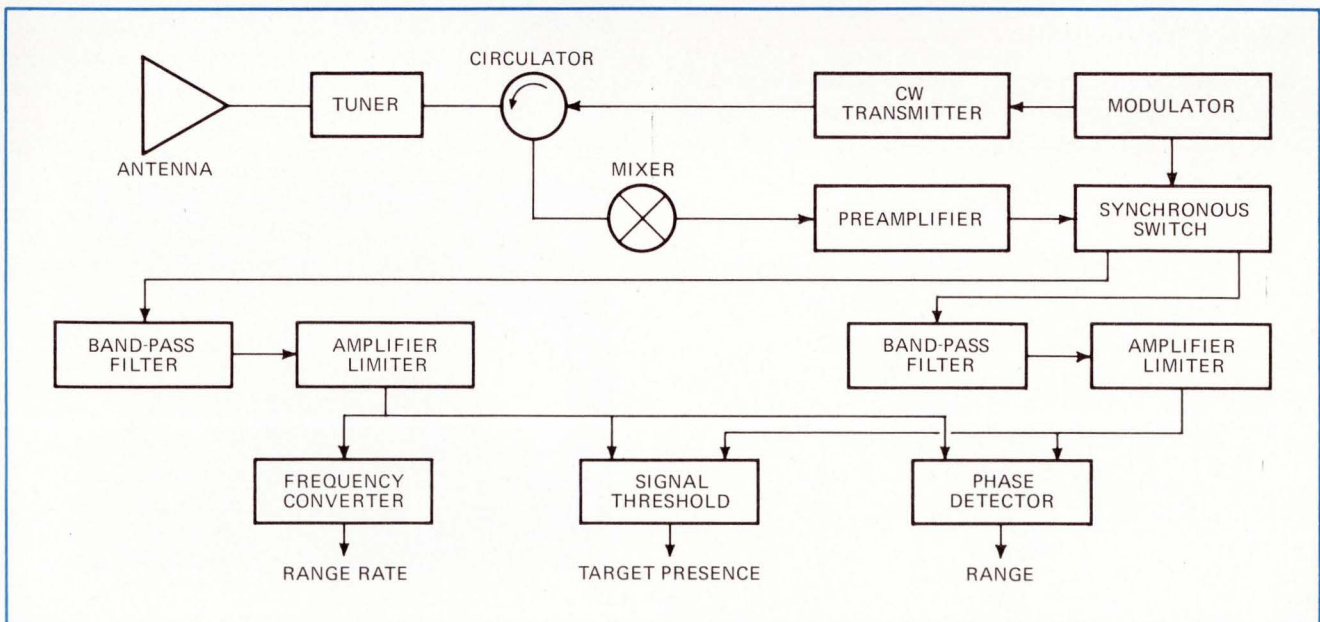 CIRCULATOR
TUNER
CW
TRANSMITTER
MODULATOR
ANTENNA
MIXER
PREAMPLIFIER
SYNCHRONOUS
SWITCH
BAND-PASS
FILTER
AMPLIFIER
LIMITER
BAND-PASS
FILTER
AMPLIFIER
LIMITER
FREQUENCY
CONVERTER
SIGNAL
THRESHOLD
PHASE
DETECTOR
RANGE RATE
TARGET PRESENCE
RANGE